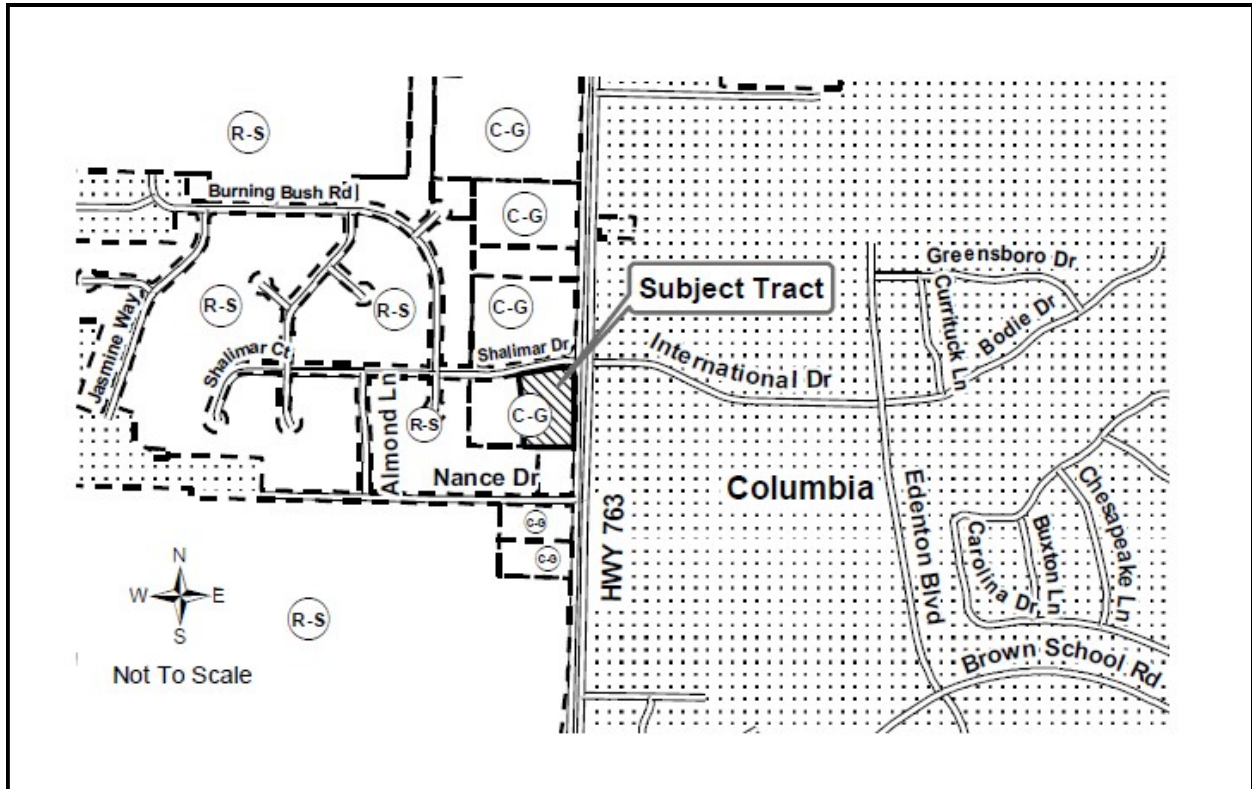 C-G
R-S
Burning Bush Rd
C-G
Greensboro Dr
Subject Tract
Currituck Ln
R-S
R-S
C-G
Bodie Dr
Jasmine Way
Shalimar Ct
Shalimar Dr
International Dr
Almond Ln
R-S
C-G
Nance Dr
Columbia
HWY 763
Edenton Blvd
Chesapeake Ln
Buxton Ln
Carolina Dr
C-G
C-G
N
W
E
S
R-S
Brown School Rd
Not To Scale